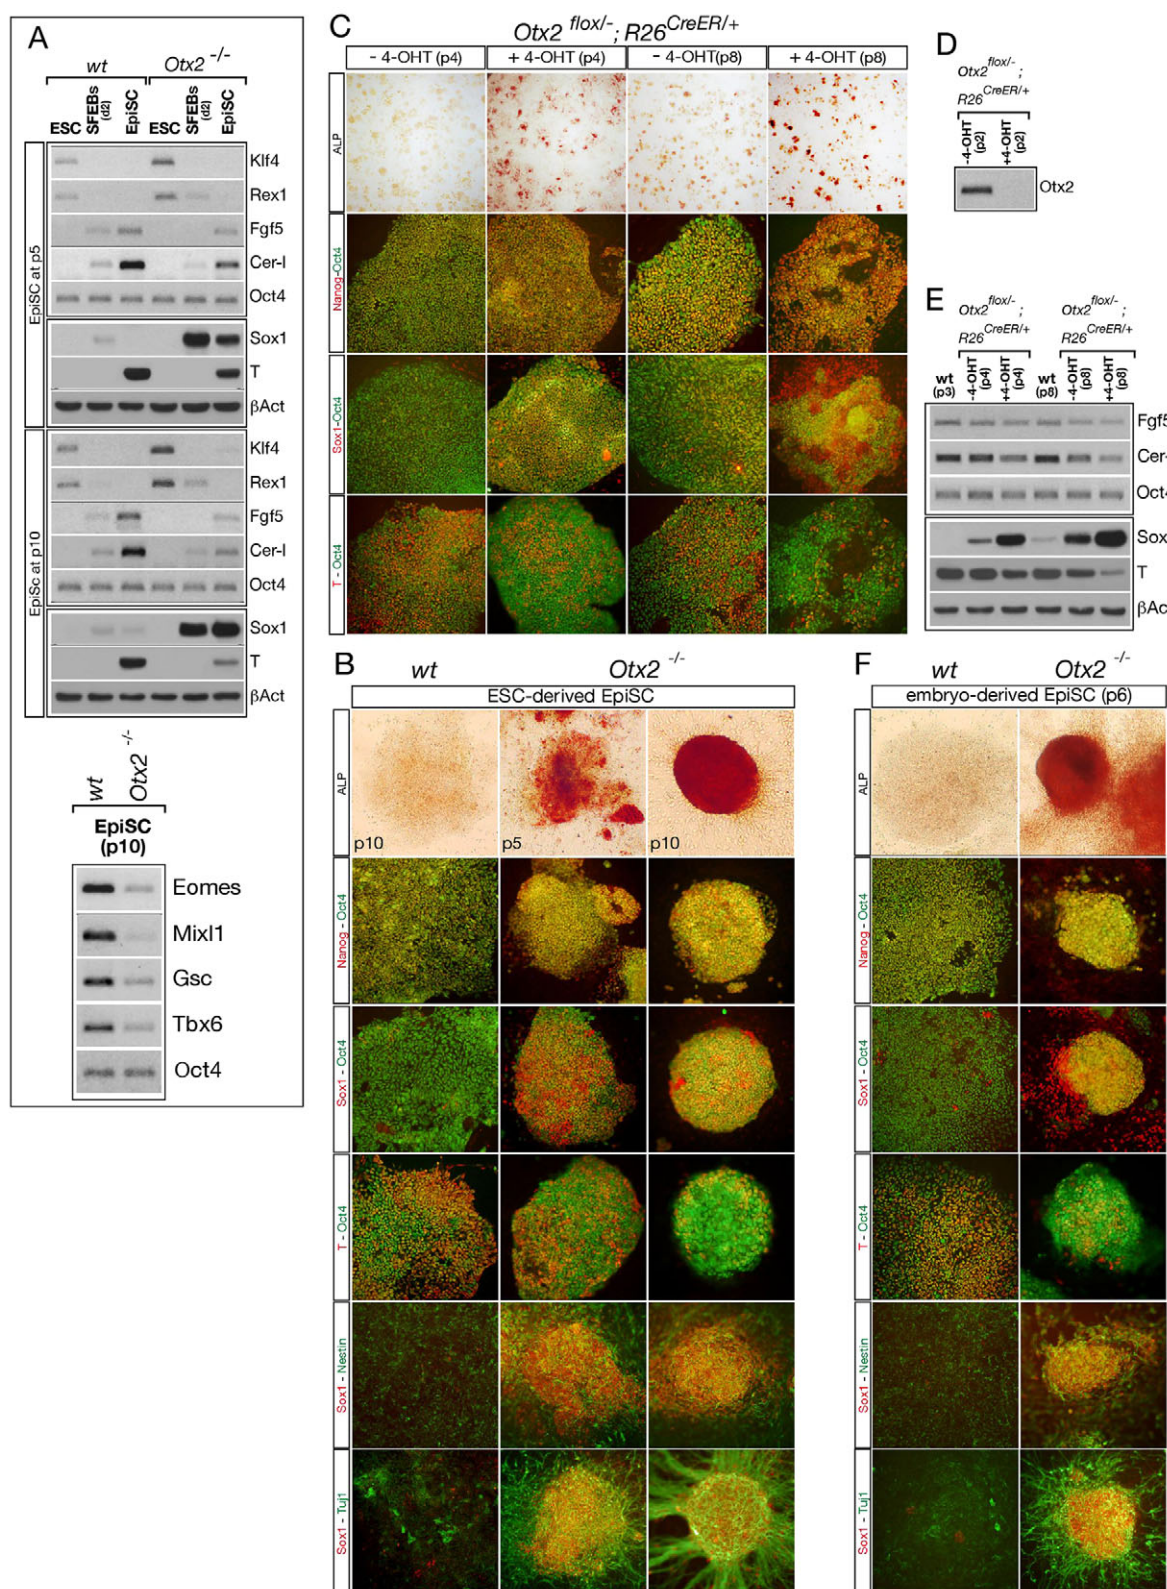 A
wt Otx2 -/-
ESC SFEBs (d2) EpiSC ESC SFEBs (d2) EpiSC
EpiSC at p5
Klf4
Rex1
Fgf5
Cer-l
Oct4
Sox1
T
βAct
EpiSc at p10
Klf4
Rex1
Fgf5
Cer-l
Oct4
Sox1
T
βAct
wt Otx2 -/-
EpiSC
(p10)
Eomes
Mixl1
Gsc
Tbx6
Oct4
C
Otx2 flox/-; R26CreER/+
- 4-OHT (p4) + 4-OHT (p4) - 4-OHT(p8) + 4-OHT (p8)
ALP
Nanog-Oct4
Sox1-Oct4
T - Oct4
D
Otx2flox/- ;
R26CreER/+
-4-OHT (p2) +4-OHT (p2)
Otx2
E
Otx2flox/- ; Otx2flox/- ;
R26CreER/+ R26CreER/+
wt (p3) -4-OHT (p4) +4-OHT (p4) wt (p8) -4-OHT (p8) +4-OHT (p8)
Fgf5
Cer-
Oct4
Sox
T
βAc
B
wt Otx2 -/-
ESC-derived EpiSC
ALP
p10 p5 p10
Nanog - Oct4
Sox1 - Oct4
T - Oct4
Sox1 - Nestin
Sox1 - Tuj1
F
wt Otx2 -/-
embryo-derived EpiSC (p6)
ALP
Nanog - Oct4
Sox1 - Oct4
T - Oct4
Sox1 - Nestin
Sox1 - Tuj1